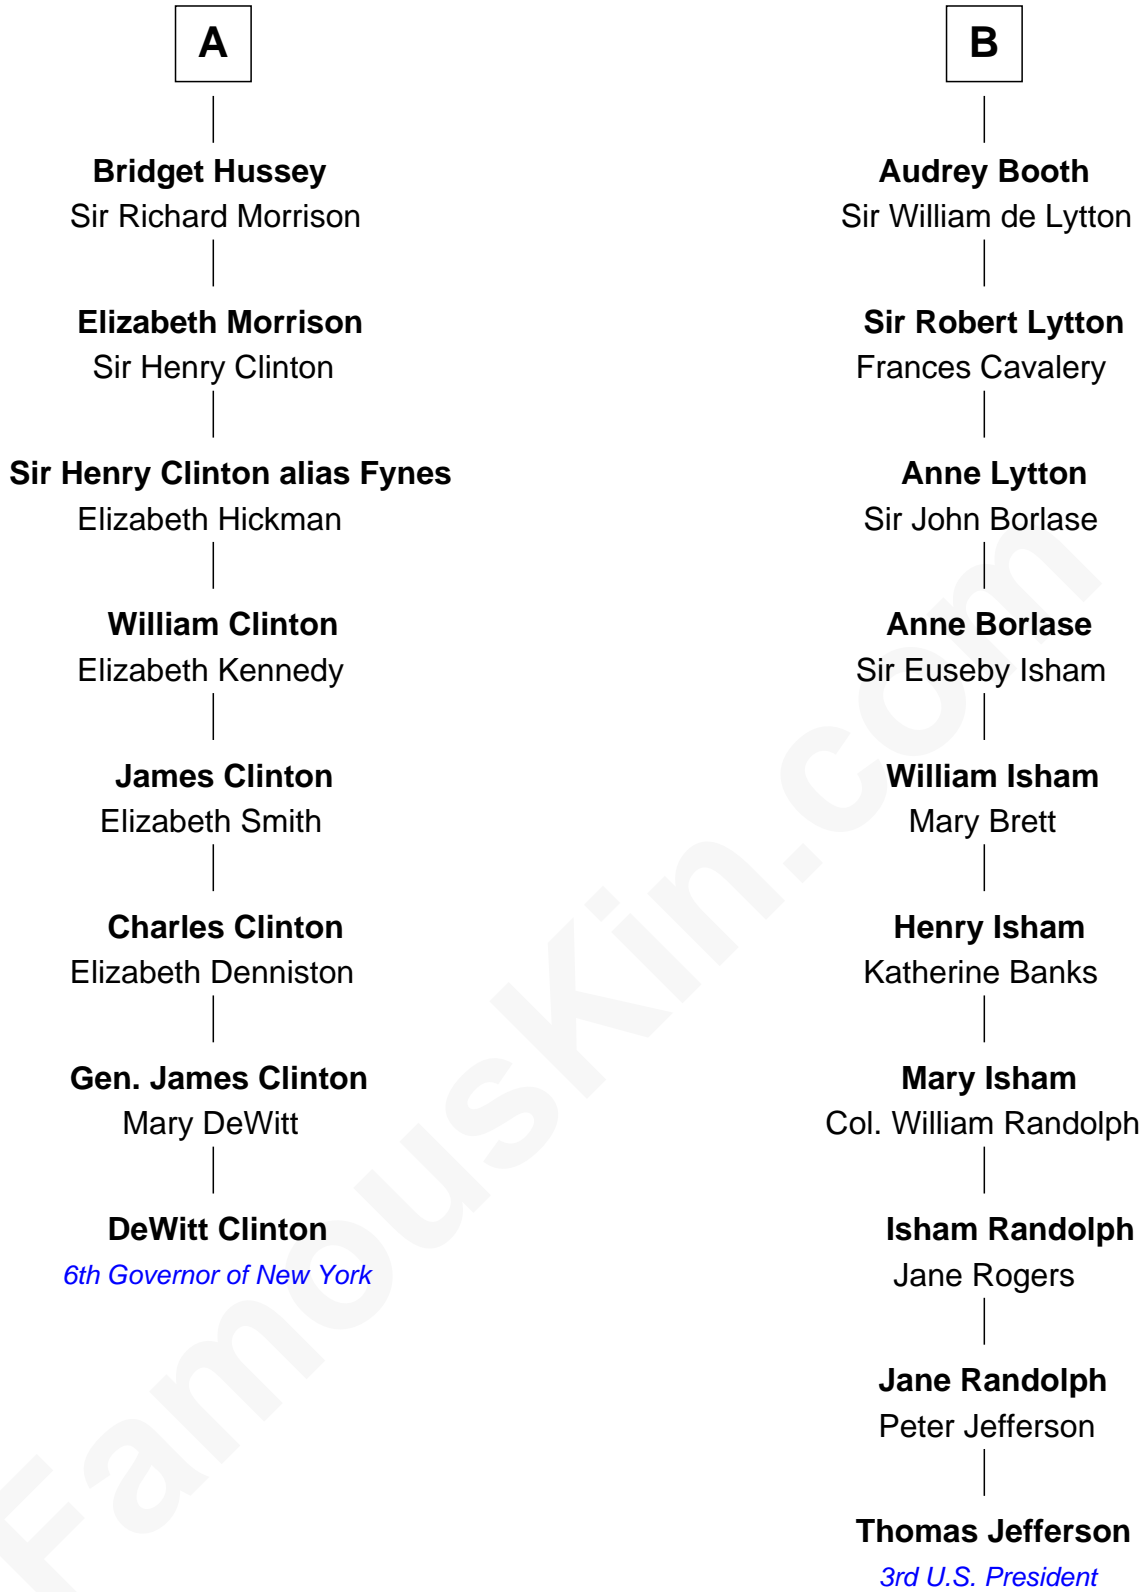 A
Bridget Hussey
Sir Richard Morrison
Elizabeth Morrison
Sir Henry Clinton
Sir Henry Clinton alias Fynes
Elizabeth Hickman
William Clinton
Elizabeth Kennedy
James Clinton
Elizabeth Smith
Charles Clinton
Elizabeth Denniston
Gen. James Clinton
Mary DeWitt
DeWitt Clinton
6th Governor of New York
B
Audrey Booth
Sir William de Lytton
Sir Robert Lytton
Frances Cavalery
Anne Lytton
Sir John Borlase
Anne Borlase
Sir Euseby Isham
William Isham
Mary Brett
Henry Isham
Katherine Banks
Mary Isham
Col. William Randolph
Isham Randolph
Jane Rogers
Jane Randolph
Peter Jefferson
Thomas Jefferson
3rd U.S. President
FamousKin.com